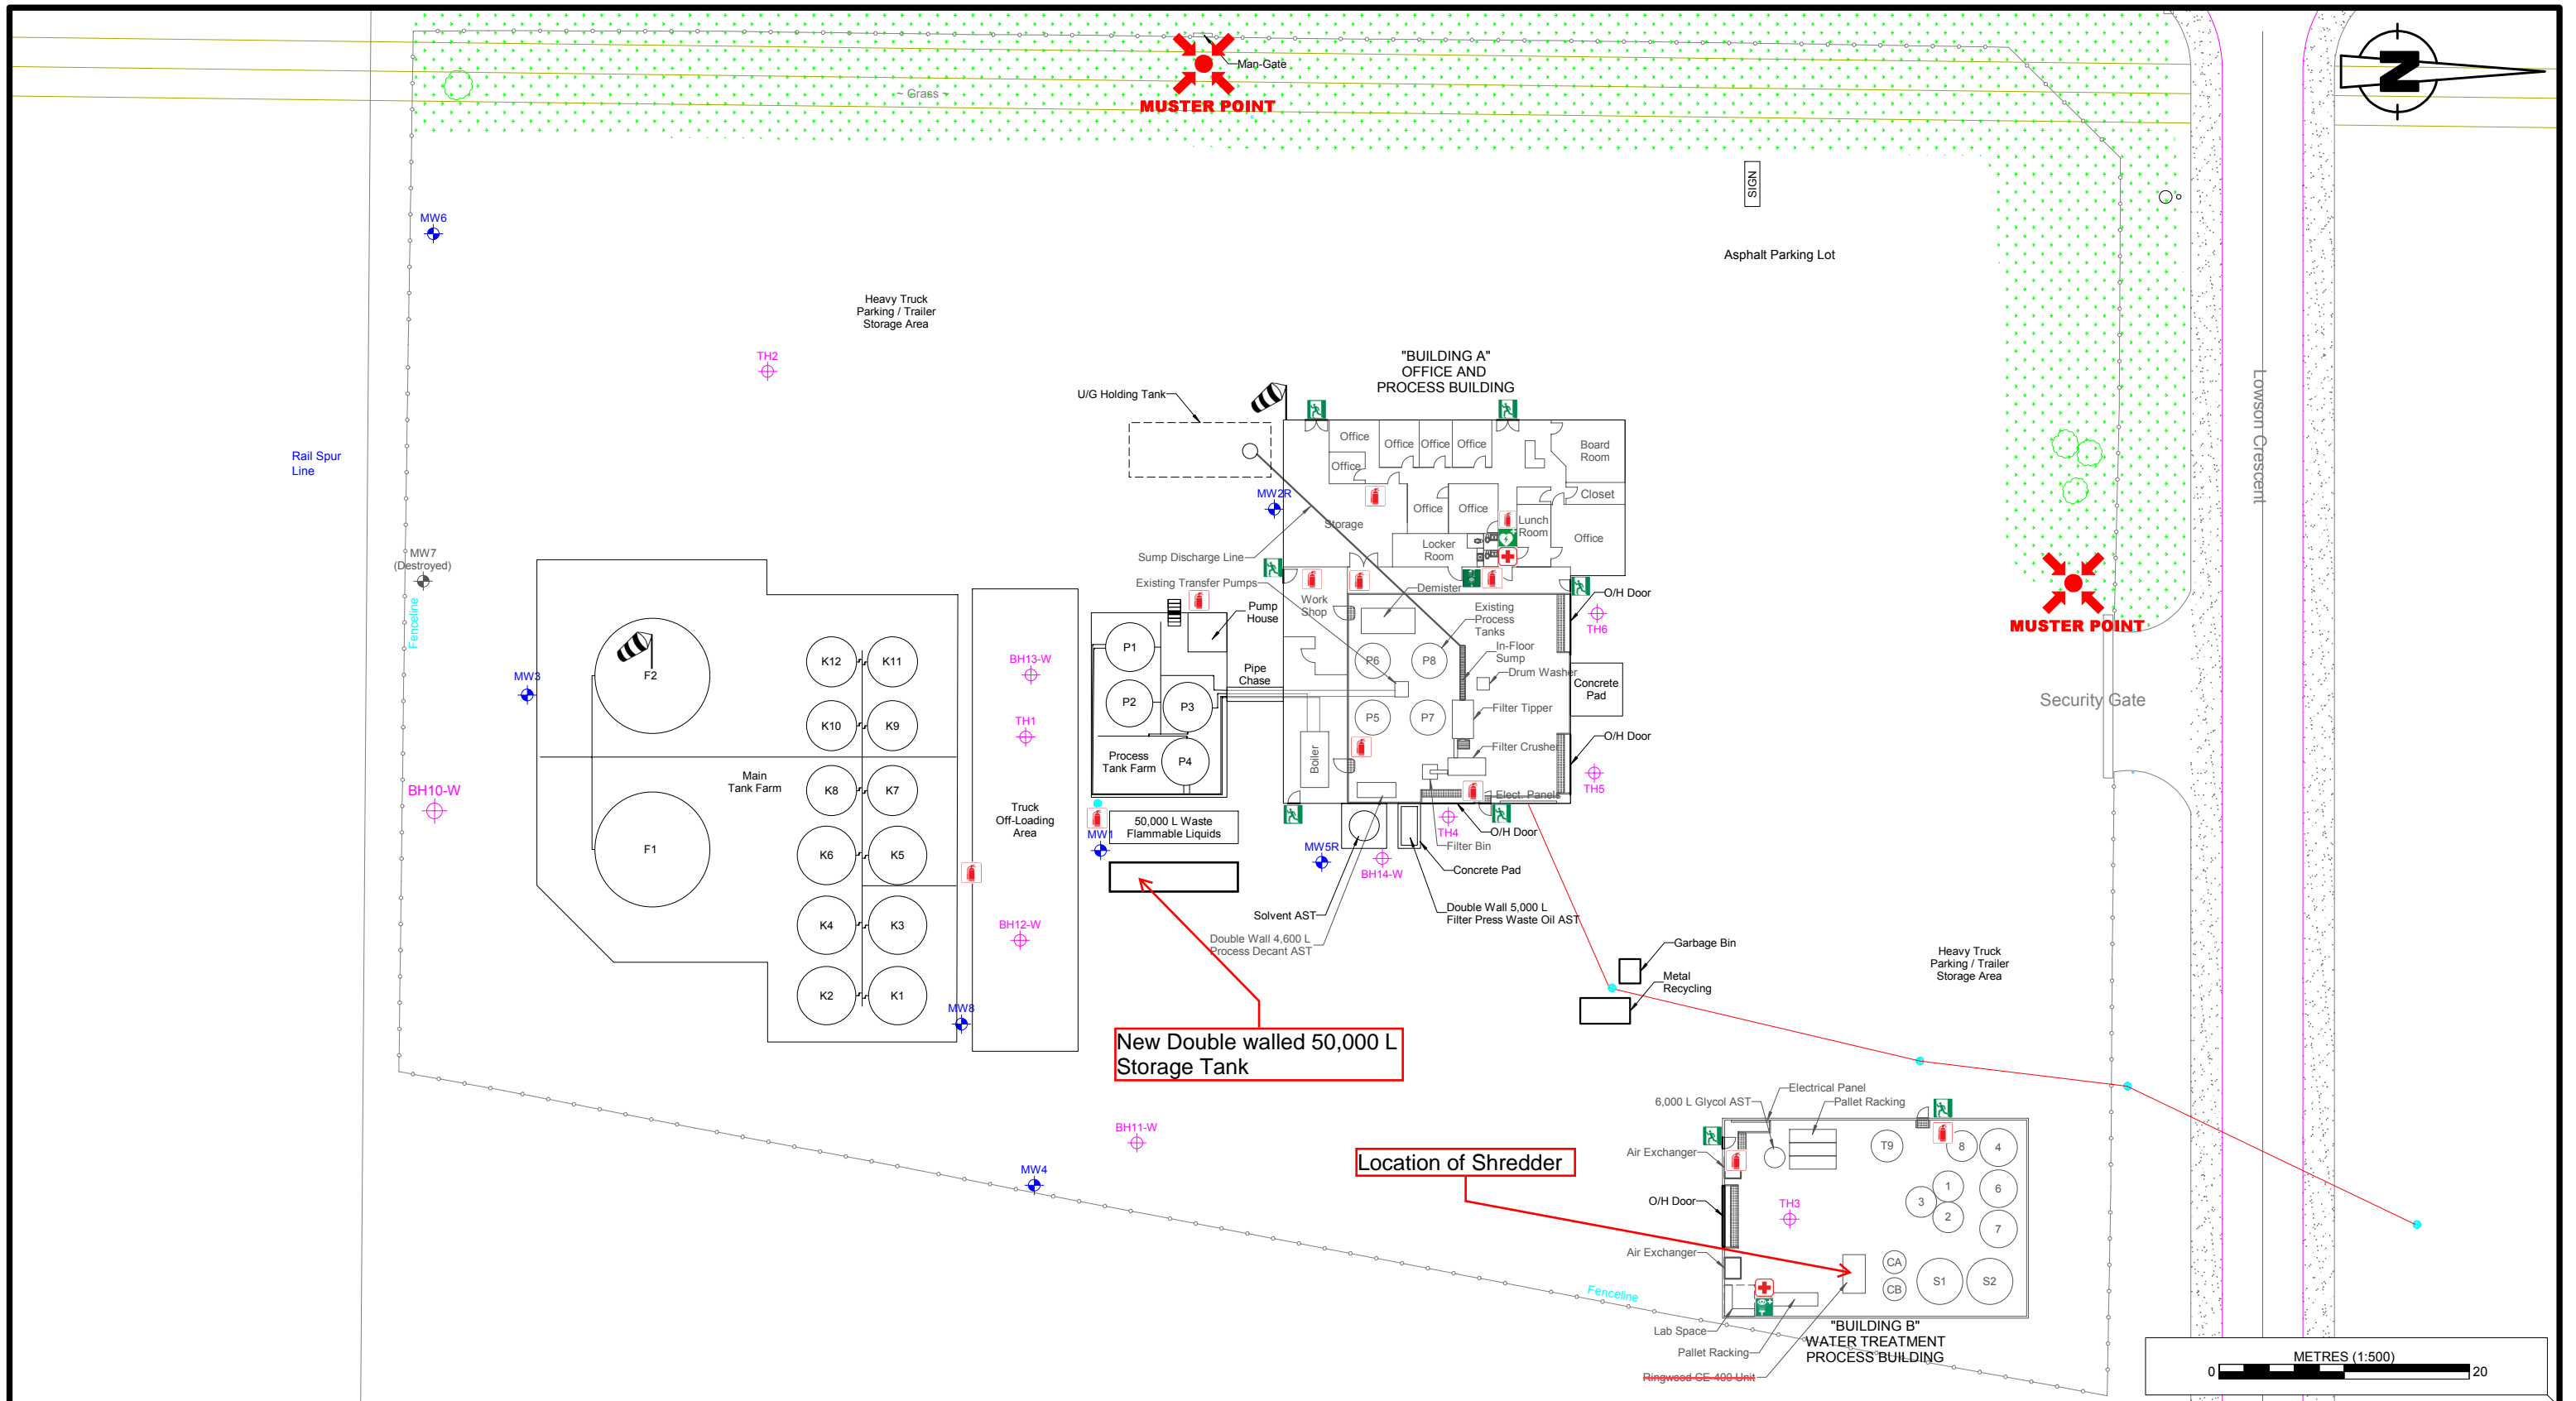 Man-Gate
MUSTER POINT
~ Grass ~
N
SIGN
Asphalt Parking Lot
MW6
Heavy Truck
Parking / Trailer
Storage Area
TH2
"BUILDING A"
OFFICE AND
PROCESS BUILDING
U/G Holding Tank
Lowson Crescent
Rail Spur
Line
Office
Office
Office
Office
Board
Room
Office
Closet
MW2R
Storage
Office
Office
Lunch
Room
Office
Locker
Room
Sump Discharge Line
MW7
(Destroyed)
Fenceline
Existing Transfer Pumps
Demister
Work
Shop
O/H Door
TH6
Existing
Process
Tanks
In-Floor
Sump
Drum Washer
Concrete
Pad
Filter Tipper
Filter Crusher
O/H Door
TH5
Elect. Panels
MUSTER POINT
Security Gate
Pump
House
Pipe
Chase
P1
P2
P3
P4
Process
Tank Farm
P6
P8
P5
P7
Boiler
BH13-W
TH1
MW3
F2
F1
BH10-W
Main
Tank Farm
K12
K11
K10
K9
K8
K7
K6
K5
K4
K3
K2
K1
Truck
Off-Loading
Area
50,000 L Waste
Flammable Liquids
MW1
MW5R
BH14-W
TH4
O/H Door
Filter Bin
Concrete Pad
Solvent AST
Double Wall 5,000 L
Filter Press Waste Oil AST
Double Wall 4,600 L
Process Decant AST
BH12-W
MW8
Garbage Bin
Metal
Recycling
Heavy Truck
Parking / Trailer
Storage Area
New Double walled 50,000 L
Storage Tank
BH11-W
MW4
Location of Shredder
Electrical Panel
6,000 L Glycol AST
Pallet Racking
Air Exchanger
O/H Door
TH3
Air Exchanger
T9
8
4
1
3
2
6
7
CA
CB
S1
S2
Fenceline
Lab Space
Pallet Racking
Ringwood CE-400 Unit
"BUILDING B"
WATER TREATMENT
PROCESS BUILDING
METRES (1:500)
0
20